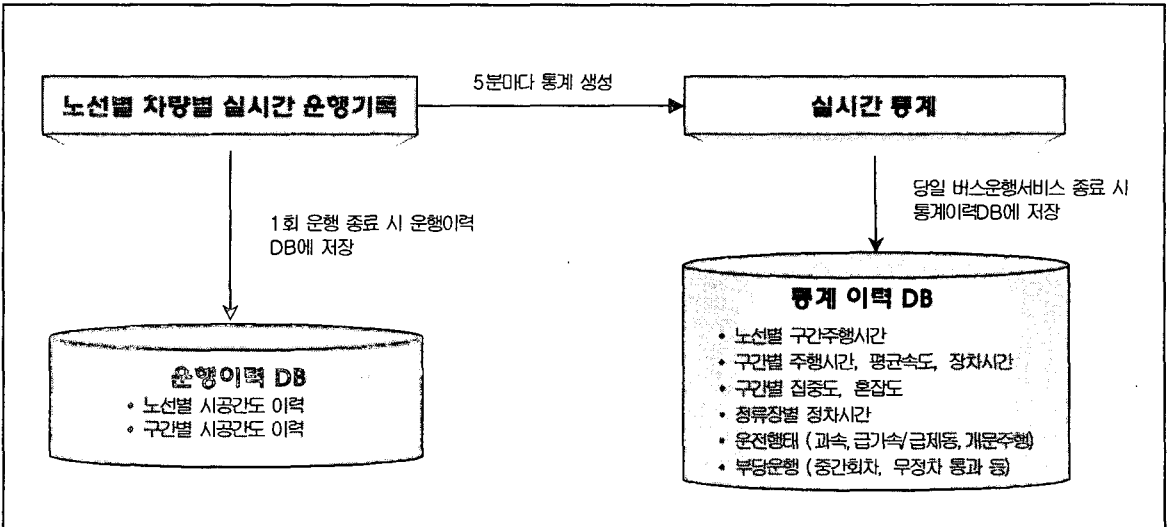 노선별 차량별 실시간 운행기록
5분마다 통계 생성
실시간 통계
1회 운행 종료 시 운행이력
DB에 저장
당일 버스운행서비스 종료 시
통계이력DB에 저장
운행이력 DB
• 노선별 시공간도 이력
• 구간별 시공간도 이력
통계 이력 DB
• 노선별 구간주행시간
• 구간별 주행시간, 평균속도, 장차시간
• 구간별 집중도, 혼잡도
• 정류장별 정차시간
• 운전행태 (과속, 급가속/급제동, 개문주행)
• 부당운행 (중간회차, 무정차 통과 등)